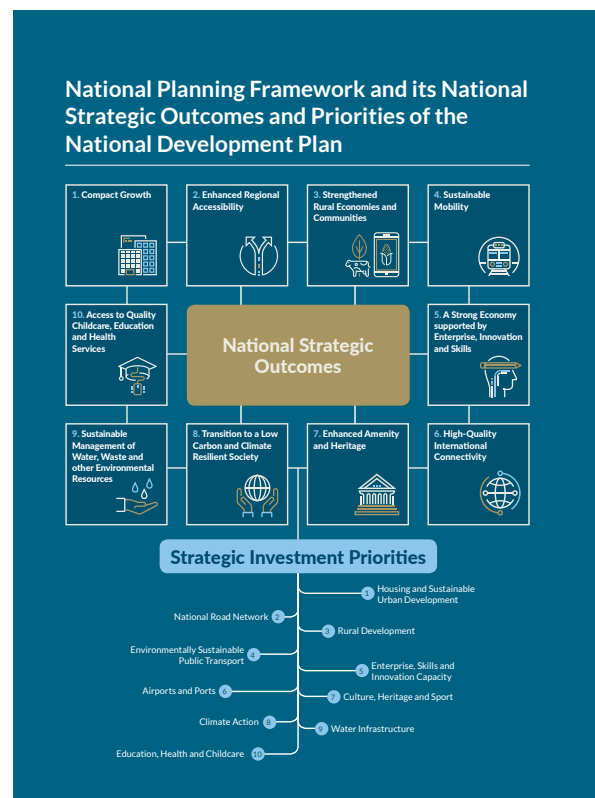 National Planning Framework and its National
Strategic Outcomes and Priorities of the
National Development Plan
1. Compact Growth
2. Enhanced Regional
Accessibility
3. Strengthened
Rural Economies and
Communities
4. Sustainable
Mobility
10. Access to Quality
Childcare, Education
and Health
Services
National Strategic
Outcomes
5. A Strong Economy
supported by
Enterprise, Innovation
and Skills
9. Sustainable
Management of
Water, Waste and
other Environmental
Resources
8. Transition to a Low
Carbon and Climate
Resilient Society
7. Enhanced Amenity
and Heritage
6. High-Quality
International
Connectivity
Strategic Investment Priorities
1 Housing and Sustainable
Urban Development
National Road Network 2
3 Rural Development
Environmentally Sustainable
Public Transport 4
5 Enterprise, Skills and
Innovation Capacity
Airports and Ports 6
7 Culture, Heritage and Sport
Climate Action 8
9 Water Infrastructure
Education, Health and Childcare 10